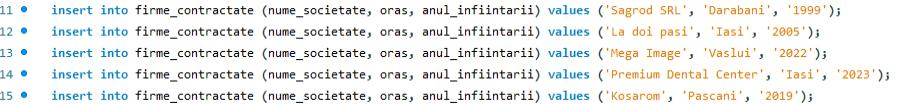 11 insert into firme_contractate (nume_societate, oras, anul_infiintarii) values ('Sagrod SRL', 'Darabani', '1999');
12 insert into firme_contractate (nume_societate, oras, anul_infiintarii) values ('La doi pasi', 'Iasi', '2005');
13 insert into firme_contractate (nume_societate, oras, anul_infiintarii) values ('Mega Image', 'Vaslui', '2022');
14 insert into firme_contractate (nume_societate, oras, anul_infiintarii) values ('Premium Dental Center', 'Iasi', '2023');
15 insert into firme_contractate (nume_societate, oras, anul_infiintarii) values ('Kosarom', 'Pascani', '2019');